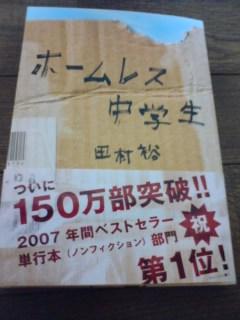 ホームレス
中学生
田村裕
ついに
150万部突破!!
2007年間ベストセラー
単行本(ノンフィクション)部門
祝
第1位!